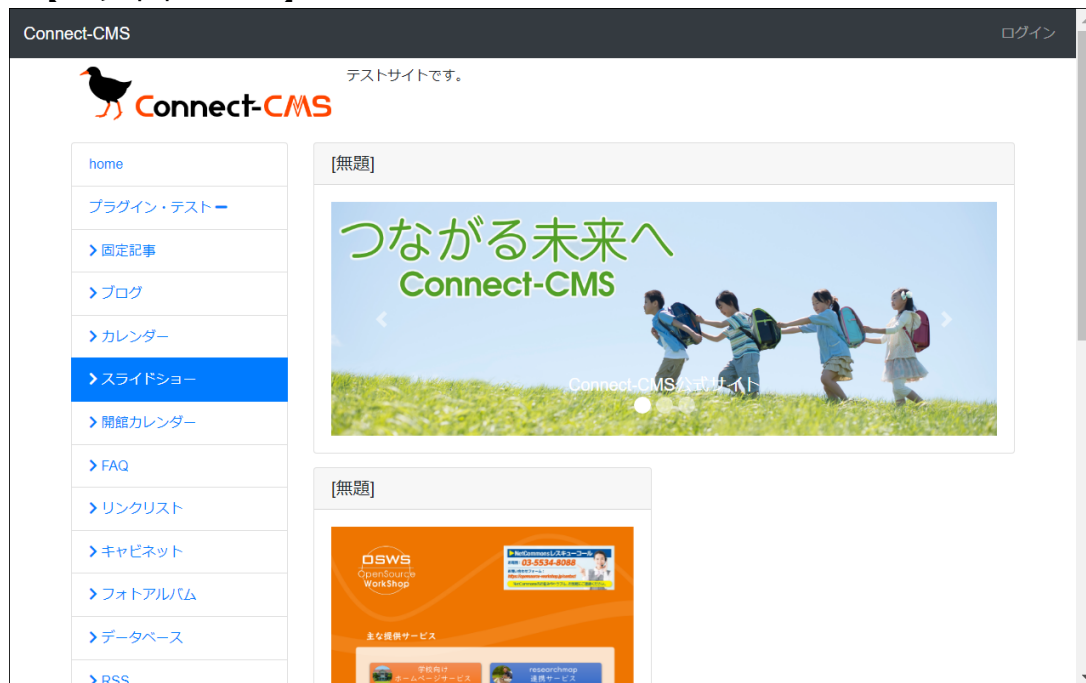 Connect-CMS
ログイン
Connect-CMS
テストサイトです。
home
プラグイン・テスト
固定記事
ブログ
カレンダー
スライドショー
開館カレンダー
FAQ
リンクリスト
キャビネット
フォトアルバム
データベース
RSS
[無題]
つながる未来へ
Connect-CMS
Connect-CMS公式サイト
[無題]
OSWS
OpenSource
WorkShop
NetCommonsレスキューコール
03-5534-8088
主な提供サービス
学校向け
ホームページサービス
researchmap
連携サービス